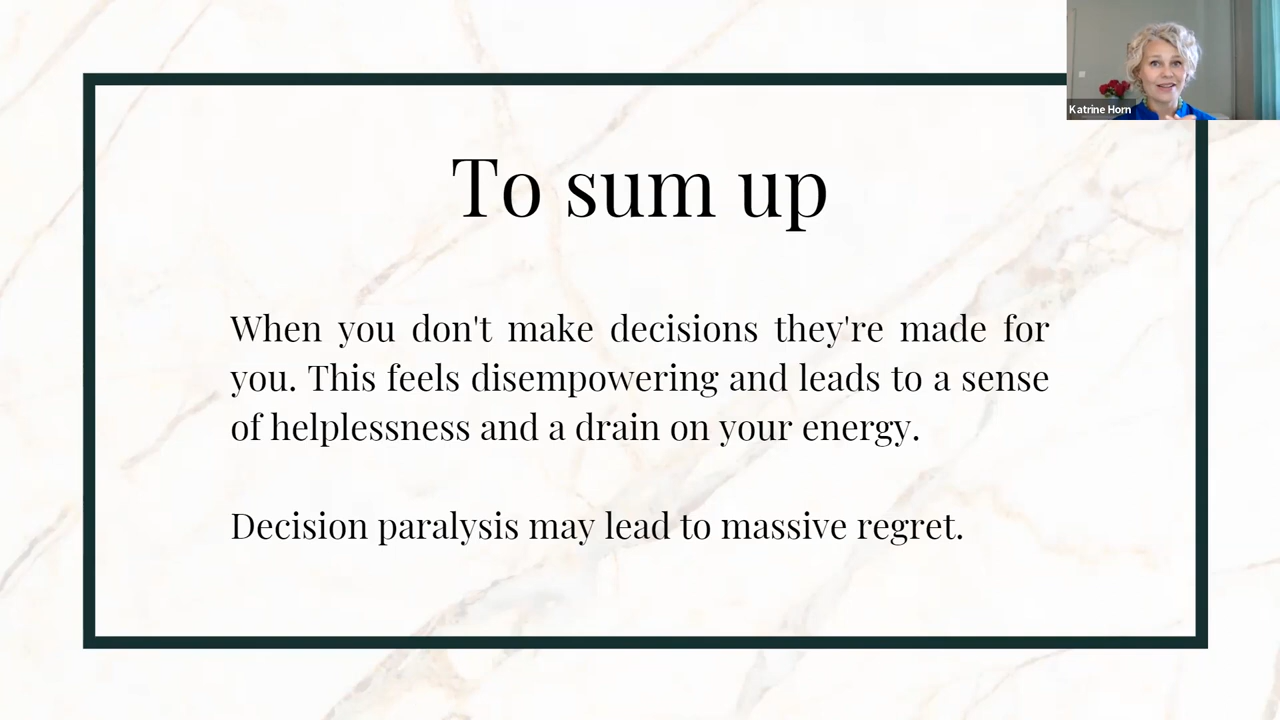 Katrine Horn
To sum up
When you don't make decisions they're made for
you. This feels disempowering and leads to a sense
of helplessness and a drain on your energy.
Decision paralysis may lead to massive regret.